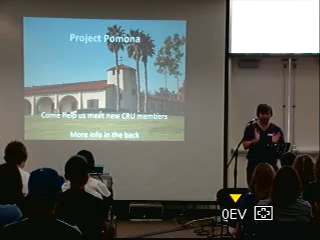 Project Pomona
Come help us meet new CRU members
More info in the back
0EV